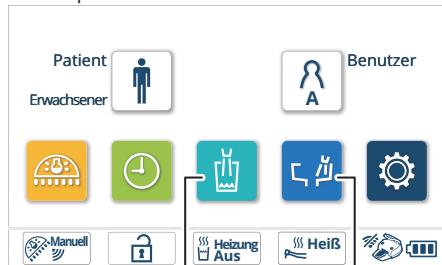 Patient
Benutzer
Erwachsener
A
Manuell
Heizung
Aus
Heiß